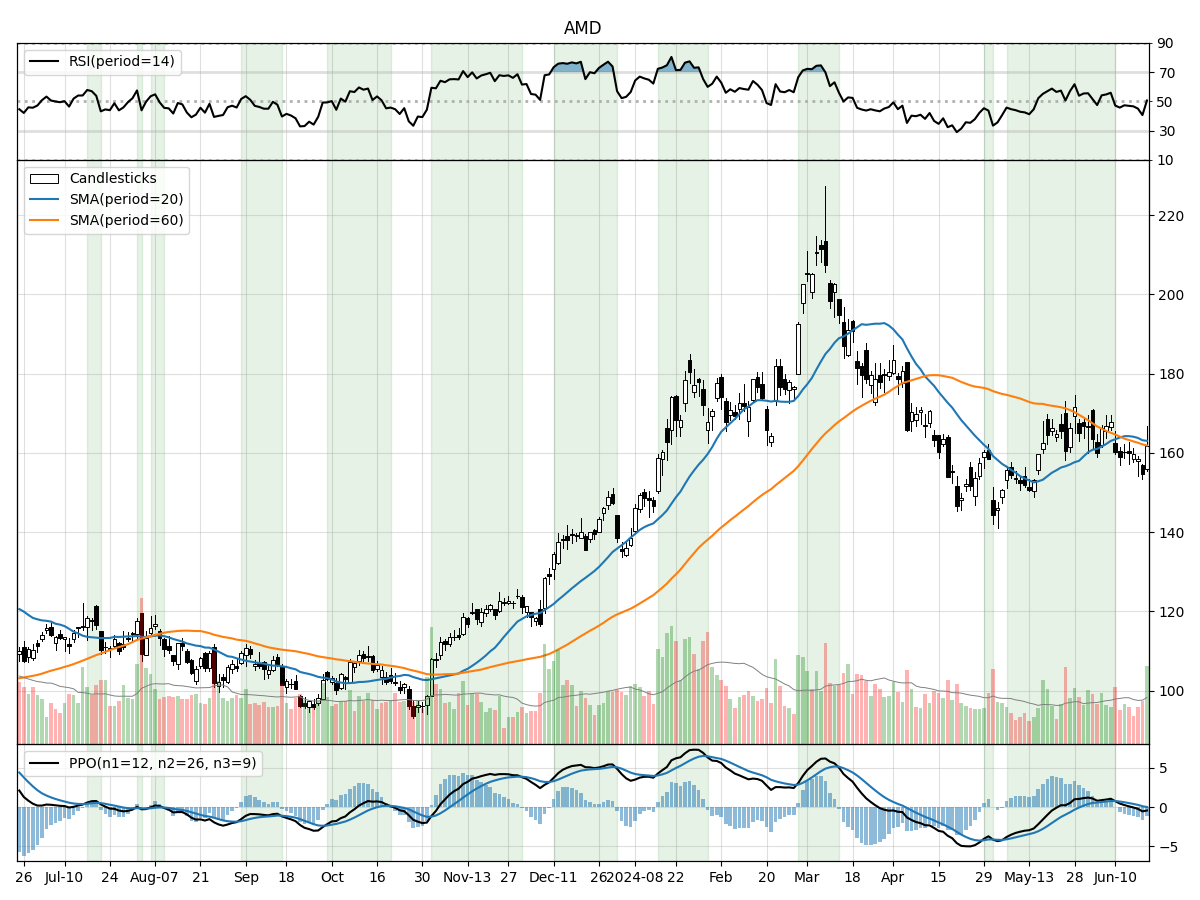 AMD
RSI(period=14)
90
70
50
30
10
Candlesticks
SMA(period=20)
SMA(period=60)
220
200
180
160
140
120
100
PPO(n1=12, n2=26, n3=9)
5
0
−5
26 Jul-10 24 Aug-07 21 Sep 18 Oct 16 30 Nov-13 27 Dec-11 26 2024-08 22 Feb 20 Mar 18 Apr 15 29 May-13 28 Jun-10